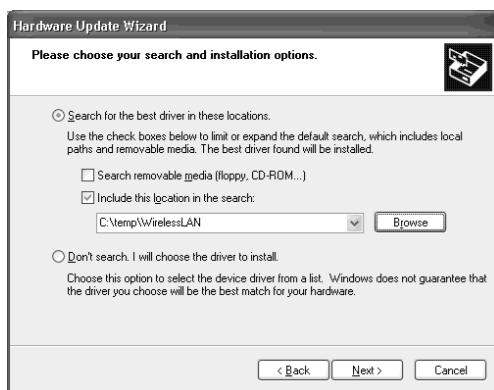 Hardware Update Wizard
Please choose your search and installation options.
Search for the best driver in these locations.
Use the check boxes below to limit or expand the default search, which includes local
paths and removable media. The best driver found will be installed.
Search removable media (floppy, CD-ROM...)
Include this location in the search:
C:\temp\WirelessLAN
Browse
Don't search. I will choose the driver to install.
Choose this option to select the device driver from a list. Windows does not guarantee that
the driver you choose will be the best match for your hardware.
< Back
Next >
Cancel